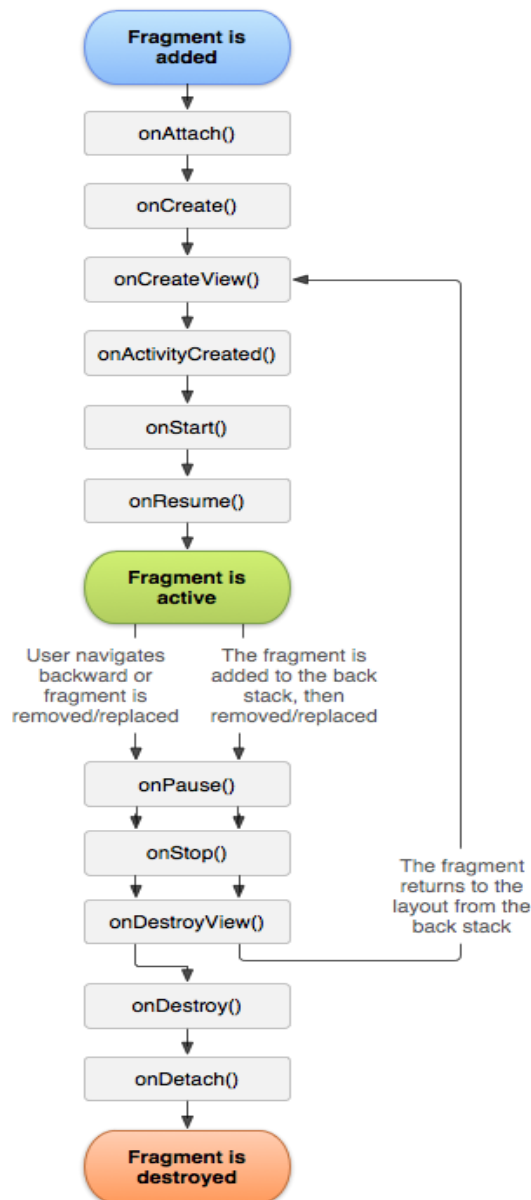 Fragment is
added
onAttach()
onCreate()
onCreateView()
onActivityCreated()
onStart()
onResume()
Fragment is
active
User navigates
backward or
fragment is
removed/replaced
The fragment is
added to the back
stack, then
removed/replaced
onPause()
onStop()
onDestroyView()
The fragment
returns to the
layout from the
back stack
onDestroy()
onDetach()
Fragment is
destroyed